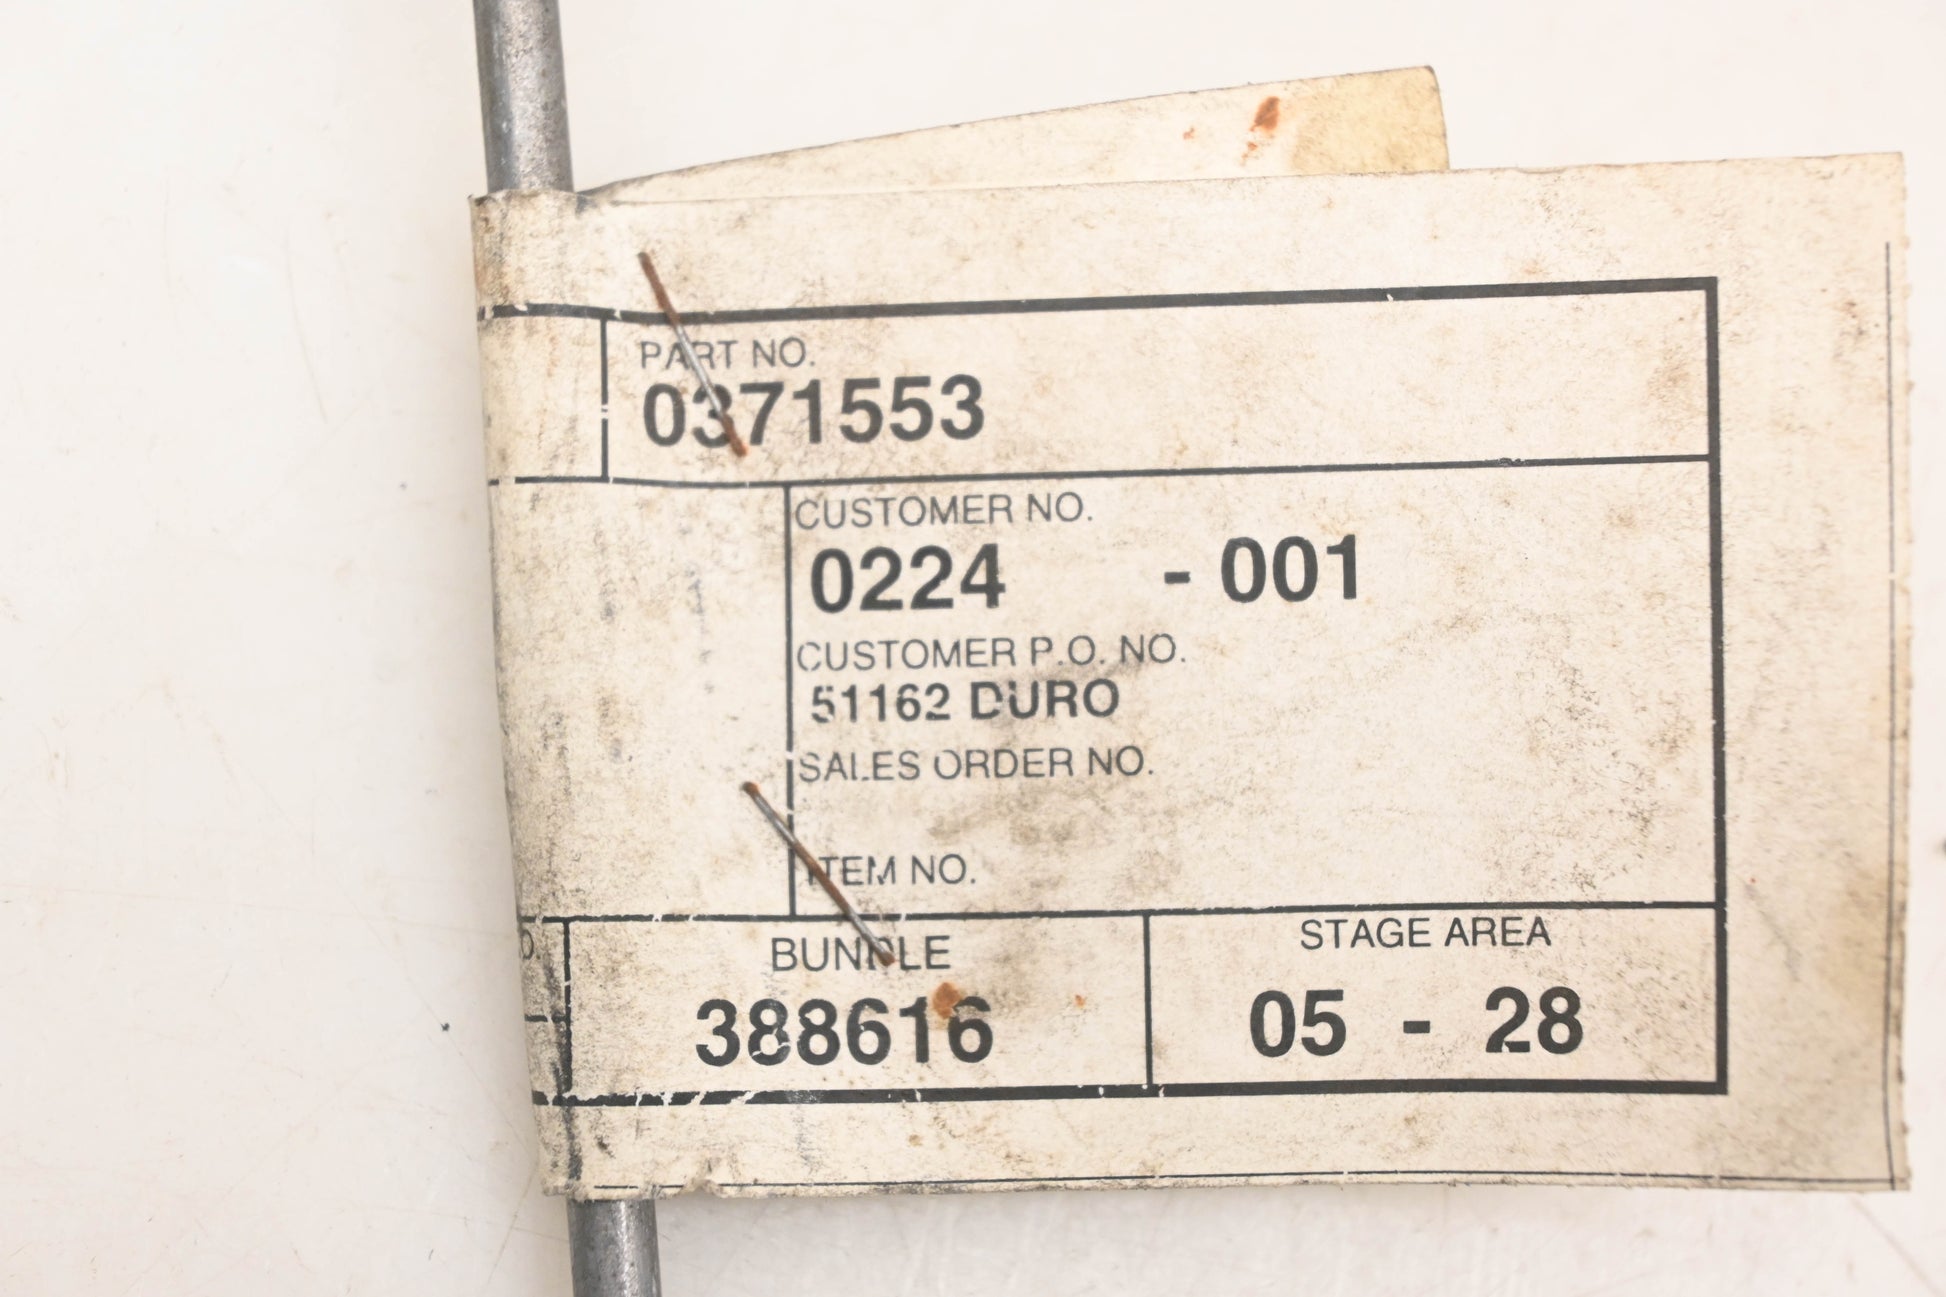 PART NO.
0371553
CUSTOMER NO.
0224 - 001
CUSTOMER P.O. NO.
51162 DURO
SALES ORDER NO.
ITEM NO.
BUNDLE
STAGE AREA
388616
05 - 28